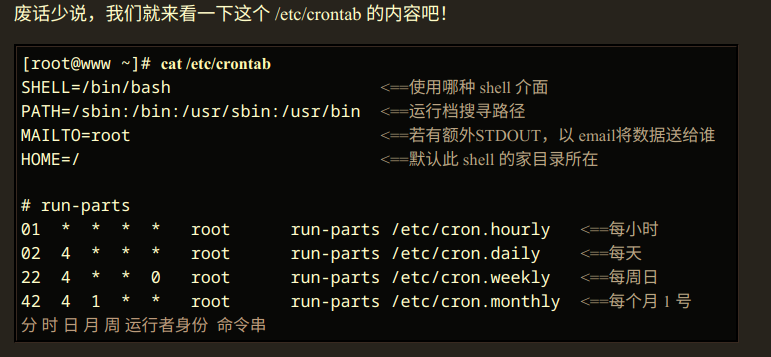 废话少说，我们就来看一下这个 /etc/crontab 的内容吧！
[root@www ~]# cat /etc/crontab
SHELL=/bin/bash <==使用哪种 shell 介面
PATH=/sbin:/bin:/usr/sbin:/usr/bin <==运行档搜寻路径
MAILTO=root <==若有额外STDOUT，以 email将数据送给谁
HOME=/ <==默认此 shell 的家目录所在
# run-parts
01 * * * * root run-parts /etc/cron.hourly <==每小时
02 4 * * * root run-parts /etc/cron.daily <==每天
22 4 * * 0 root run-parts /etc/cron.weekly <==每周日
42 4 1 * * root run-parts /etc/cron.monthly <==每个月 1 号
分 时 日 月 周 运行者身份 命令串